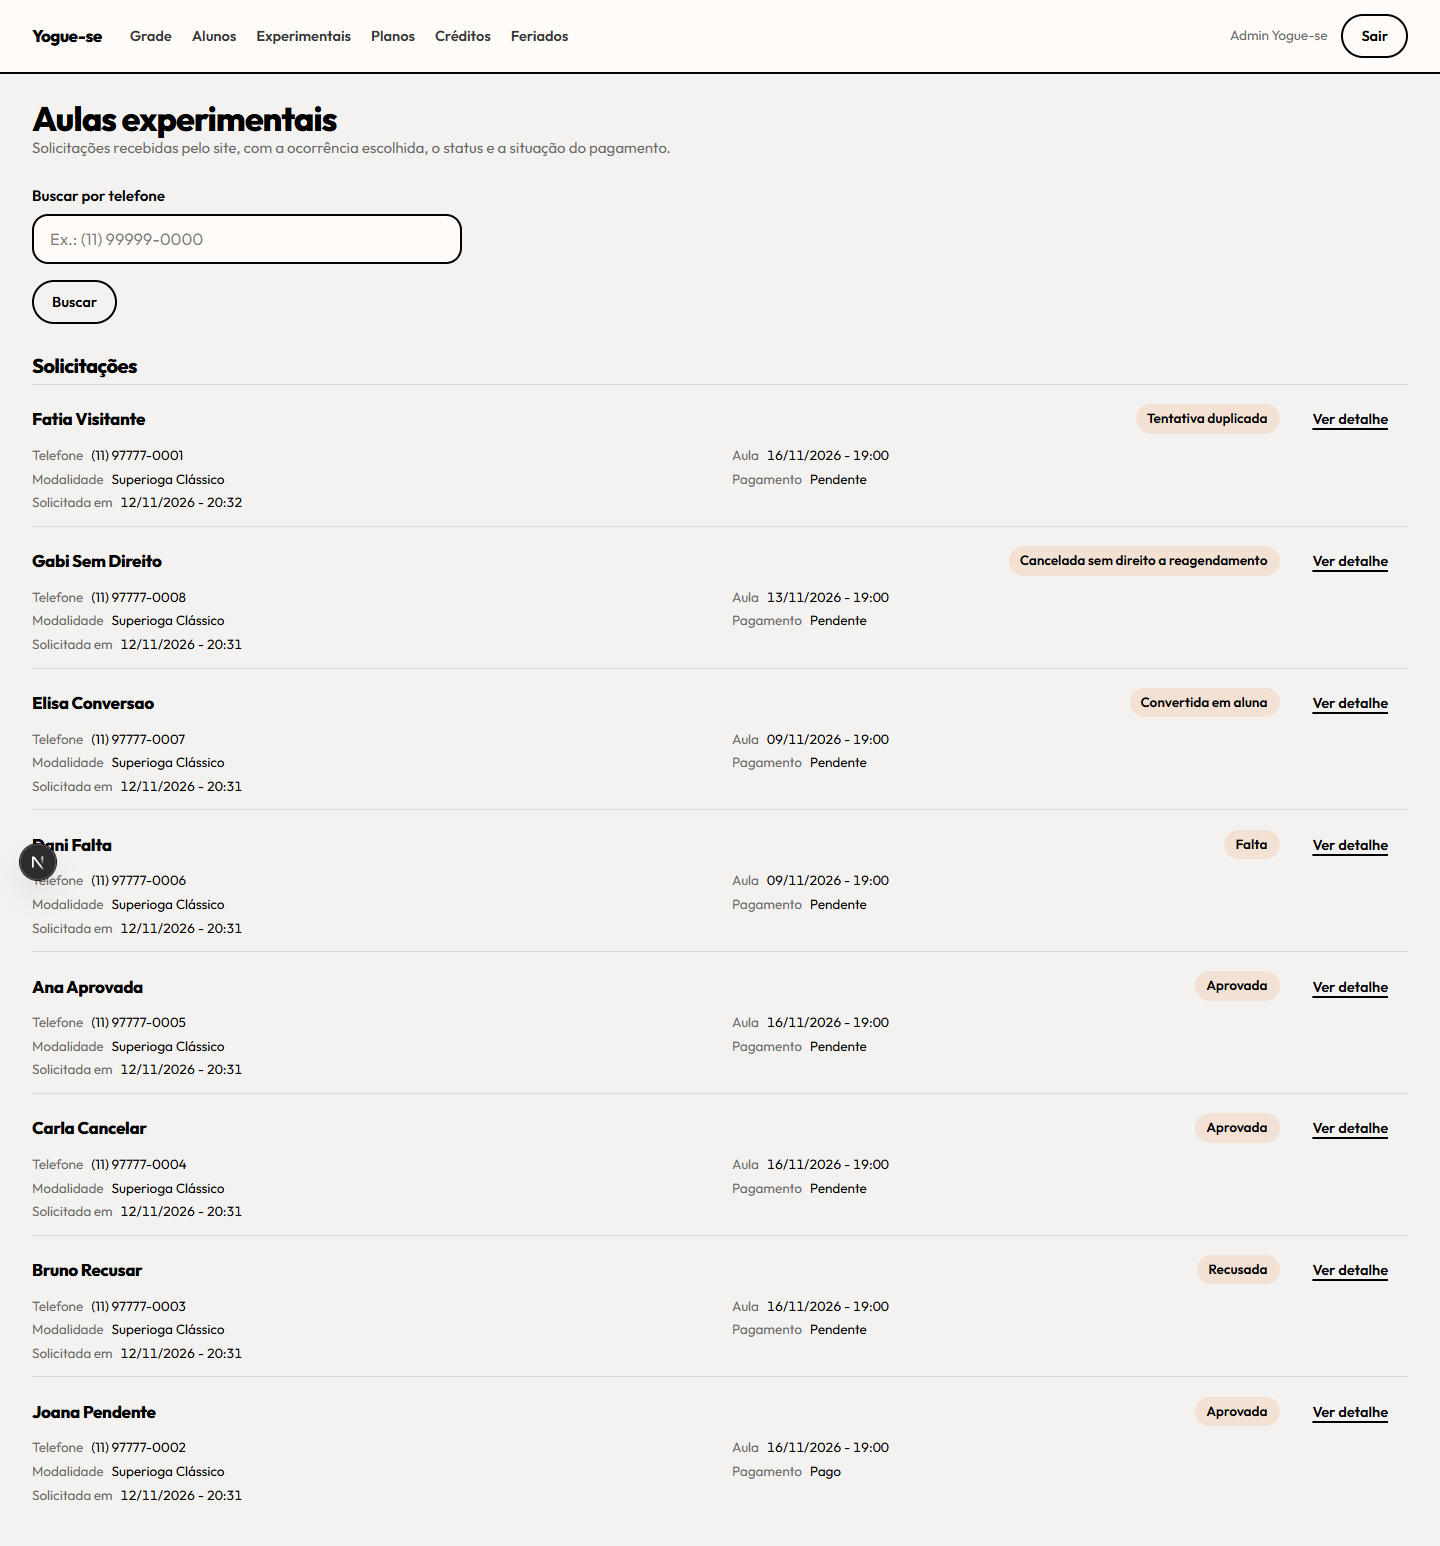 Yogue-se Grade Alunos Experimentais Planos Créditos Feriados Admin Yogue-se Sair
Aulas experimentais
Solicitações recebidas pelo site, com a ocorrência escolhida, o status e a situação do pagamento.
Buscar por telefone
Ex.: (11) 99999-0000
Buscar
Solicitações
Fatia Visitante Tentativa duplicada Ver detalhe
Telefone (11) 97777-0001 Aula 16/11/2026 - 19:00
Modalidade Superioga Clássico Pagamento Pendente
Solicitada em 12/11/2026 - 20:32
Gabi Sem Direito Cancelada sem direito a reagendamento Ver detalhe
Telefone (11) 97777-0008 Aula 13/11/2026 - 19:00
Modalidade Superioga Clássico Pagamento Pendente
Solicitada em 12/11/2026 - 20:31
Elisa Conversao Convertida em aluna Ver detalhe
Telefone (11) 97777-0007 Aula 09/11/2026 - 19:00
Modalidade Superioga Clássico Pagamento Pendente
Solicitada em 12/11/2026 - 20:31
Dani Falta Falta Ver detalhe
N
Telefone (11) 97777-0006 Aula 09/11/2026 - 19:00
Modalidade Superioga Clássico Pagamento Pendente
Solicitada em 12/11/2026 - 20:31
Ana Aprovada Aprovada Ver detalhe
Telefone (11) 97777-0005 Aula 16/11/2026 - 19:00
Modalidade Superioga Clássico Pagamento Pendente
Solicitada em 12/11/2026 - 20:31
Carla Cancelar Aprovada Ver detalhe
Telefone (11) 97777-0004 Aula 16/11/2026 - 19:00
Modalidade Superioga Clássico Pagamento Pendente
Solicitada em 12/11/2026 - 20:31
Bruno Recusar Recusada Ver detalhe
Telefone (11) 97777-0003 Aula 16/11/2026 - 19:00
Modalidade Superioga Clássico Pagamento Pendente
Solicitada em 12/11/2026 - 20:31
Joana Pendente Aprovada Ver detalhe
Telefone (11) 97777-0002 Aula 16/11/2026 - 19:00
Modalidade Superioga Clássico Pagamento Pago
Solicitada em 12/11/2026 - 20:31